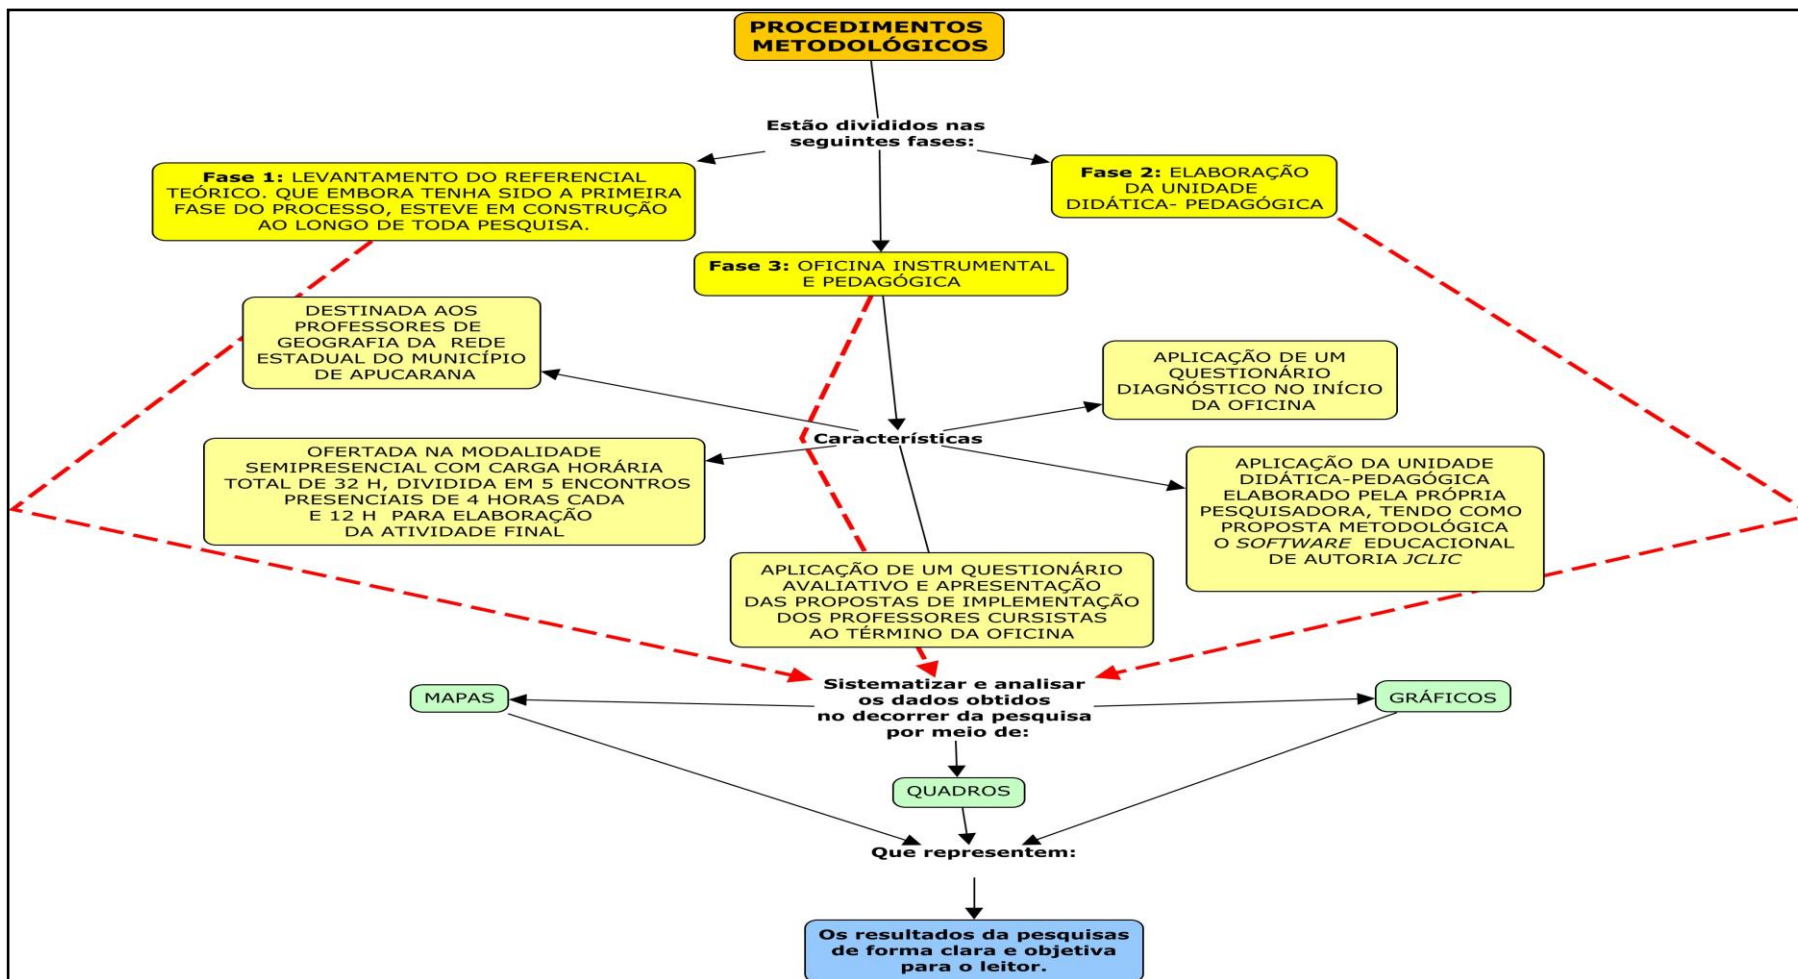 PROCEDIMENTOS
METODOLÓGICOS
Estão divididos nas
seguintes fases:
Fase 1: LEVANTAMENTO DO REFERENCIAL
TEÓRICO. QUE EMBORA TENHA SIDO A PRIMEIRA
FASE DO PROCESSO, ESTEVE EM CONSTRUÇÃO
AO LONGO DE TODA PESQUISA.
Fase 2: ELABORAÇÃO
DA UNIDADE
DIDÁTICA- PEDAGÓGICA
Fase 3: OFICINA INSTRUMENTAL
E PEDAGÓGICA
DESTINADA AOS
PROFESSORES DE
GEOGRAFIA DA REDE
ESTADUAL DO MUNICÍPIO
DE APUCARANA
APLICAÇÃO DE UM
QUESTIONÁRIO
DIAGNÓSTICO NO INÍCIO
DA OFICINA
Característícas
OFERTADA NA MODALIDADE
SEMIPRESENCIAL COM CARGA HORÁRIA
TOTAL DE 32 H, DIVIDIDA EM 5 ENCONTROS
PRESENCIAIS DE 4 HORAS CADA
E 12 H PARA ELABORAÇÃO
DA ATIVIDADE FINAL
APLICAÇÃO DA UNIDADE
DIDÁTICA-PEDAGÓGICA
ELABORADO PELA PRÓPRIA
PESQUISADORA, TENDO COMO
PROPOSTA METODOLÓGICA
O SOFTWARE EDUCACIONAL
DE AUTORIA JCLIC
APLICAÇÃO DE UM QUESTIONÁRIO
AVALIATIVO E APRESENTAÇÃO
DAS PROPOSTAS DE IMPLEMENTAÇÃO
DOS PROFESSORES CURSISTAS
AO TÉRMINO DA OFICINA
Sistematizar e analisar
os dados obtidos
no decorrer da pesquisa
por meio de:
MAPAS
GRÁFICOS
QUADROS
Que representem:
Os resultados da pesquisas
de forma clara e objetiva
para o leitor.